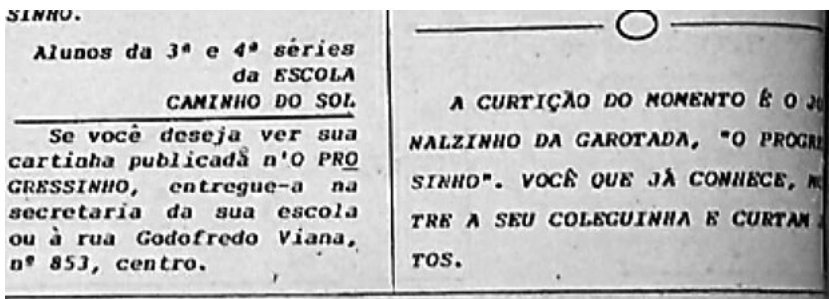 SINHO.
Alunos da 3ª e 4ª séries
da ESCOLA
CAMINHO DO SOL
Se você deseja ver sua
cartinha publicada n'O PRO
GRESSINHO, entregue-a na
secretaria da sua escola
ou à rua Godofredo Viana,
nº 853, centro.
A CURTIÇÃO DO MOMENTO É O
NALZINHO DA GAROTADA, "O PROGRE
SINHO". VOCÊ QUE JÁ CONHECE,
TRE A SEU COLEGUINHA E CURTAM
TOS.